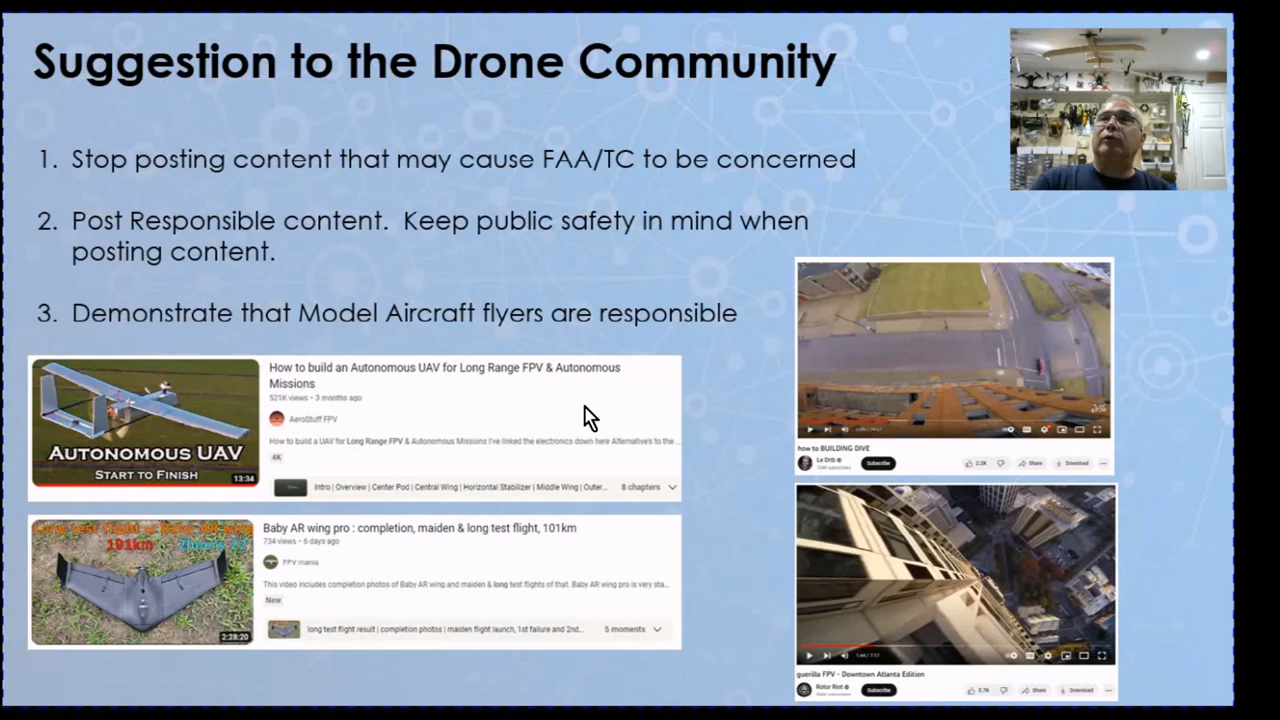 Suggestion to the Drone Community
1. Stop posting content that may cause FAA/TC to be concerned
2. Post Responsible content. Keep public safety in mind when
posting content.
3. Demonstrate that Model Aircraft flyers are responsible
AUTONOMOUS UAV
START TO FINISH
13:34
How to build an Autonomous UAV for Long Range FPV & Autonomous
Missions
521K views • 3 months ago
AeroStuff FPV
How to build a UAV for Long Range FPV & Autonomous Missions I've linked the electronics down here Alternative's to the ...
4K
Intro | Overview | Center Pod | Central Wing | Horizontal Stabilizer | Middle Wing | Outer...
8 chapters
Long test flight of Baby AR wing
101km
2:28:20
Baby AR wing pro : completion, maiden & long test flight, 101km
734 views • 6 days ago
FPV mania
This video includes completion photos of Baby AR wing and maiden & long test flights of that. Baby AR wing pro is very sta...
New
long test flight result | completion photos | maiden flight launch, 1st failure and 2nd...
5 moments
how to BUILDING DIVE
Le Drib
Subscribe
3.2K
Share
Download
guerilla FPV - Downtown Atlanta Edition
Rotor Riot
Subscribe
5.7K
Share
Download